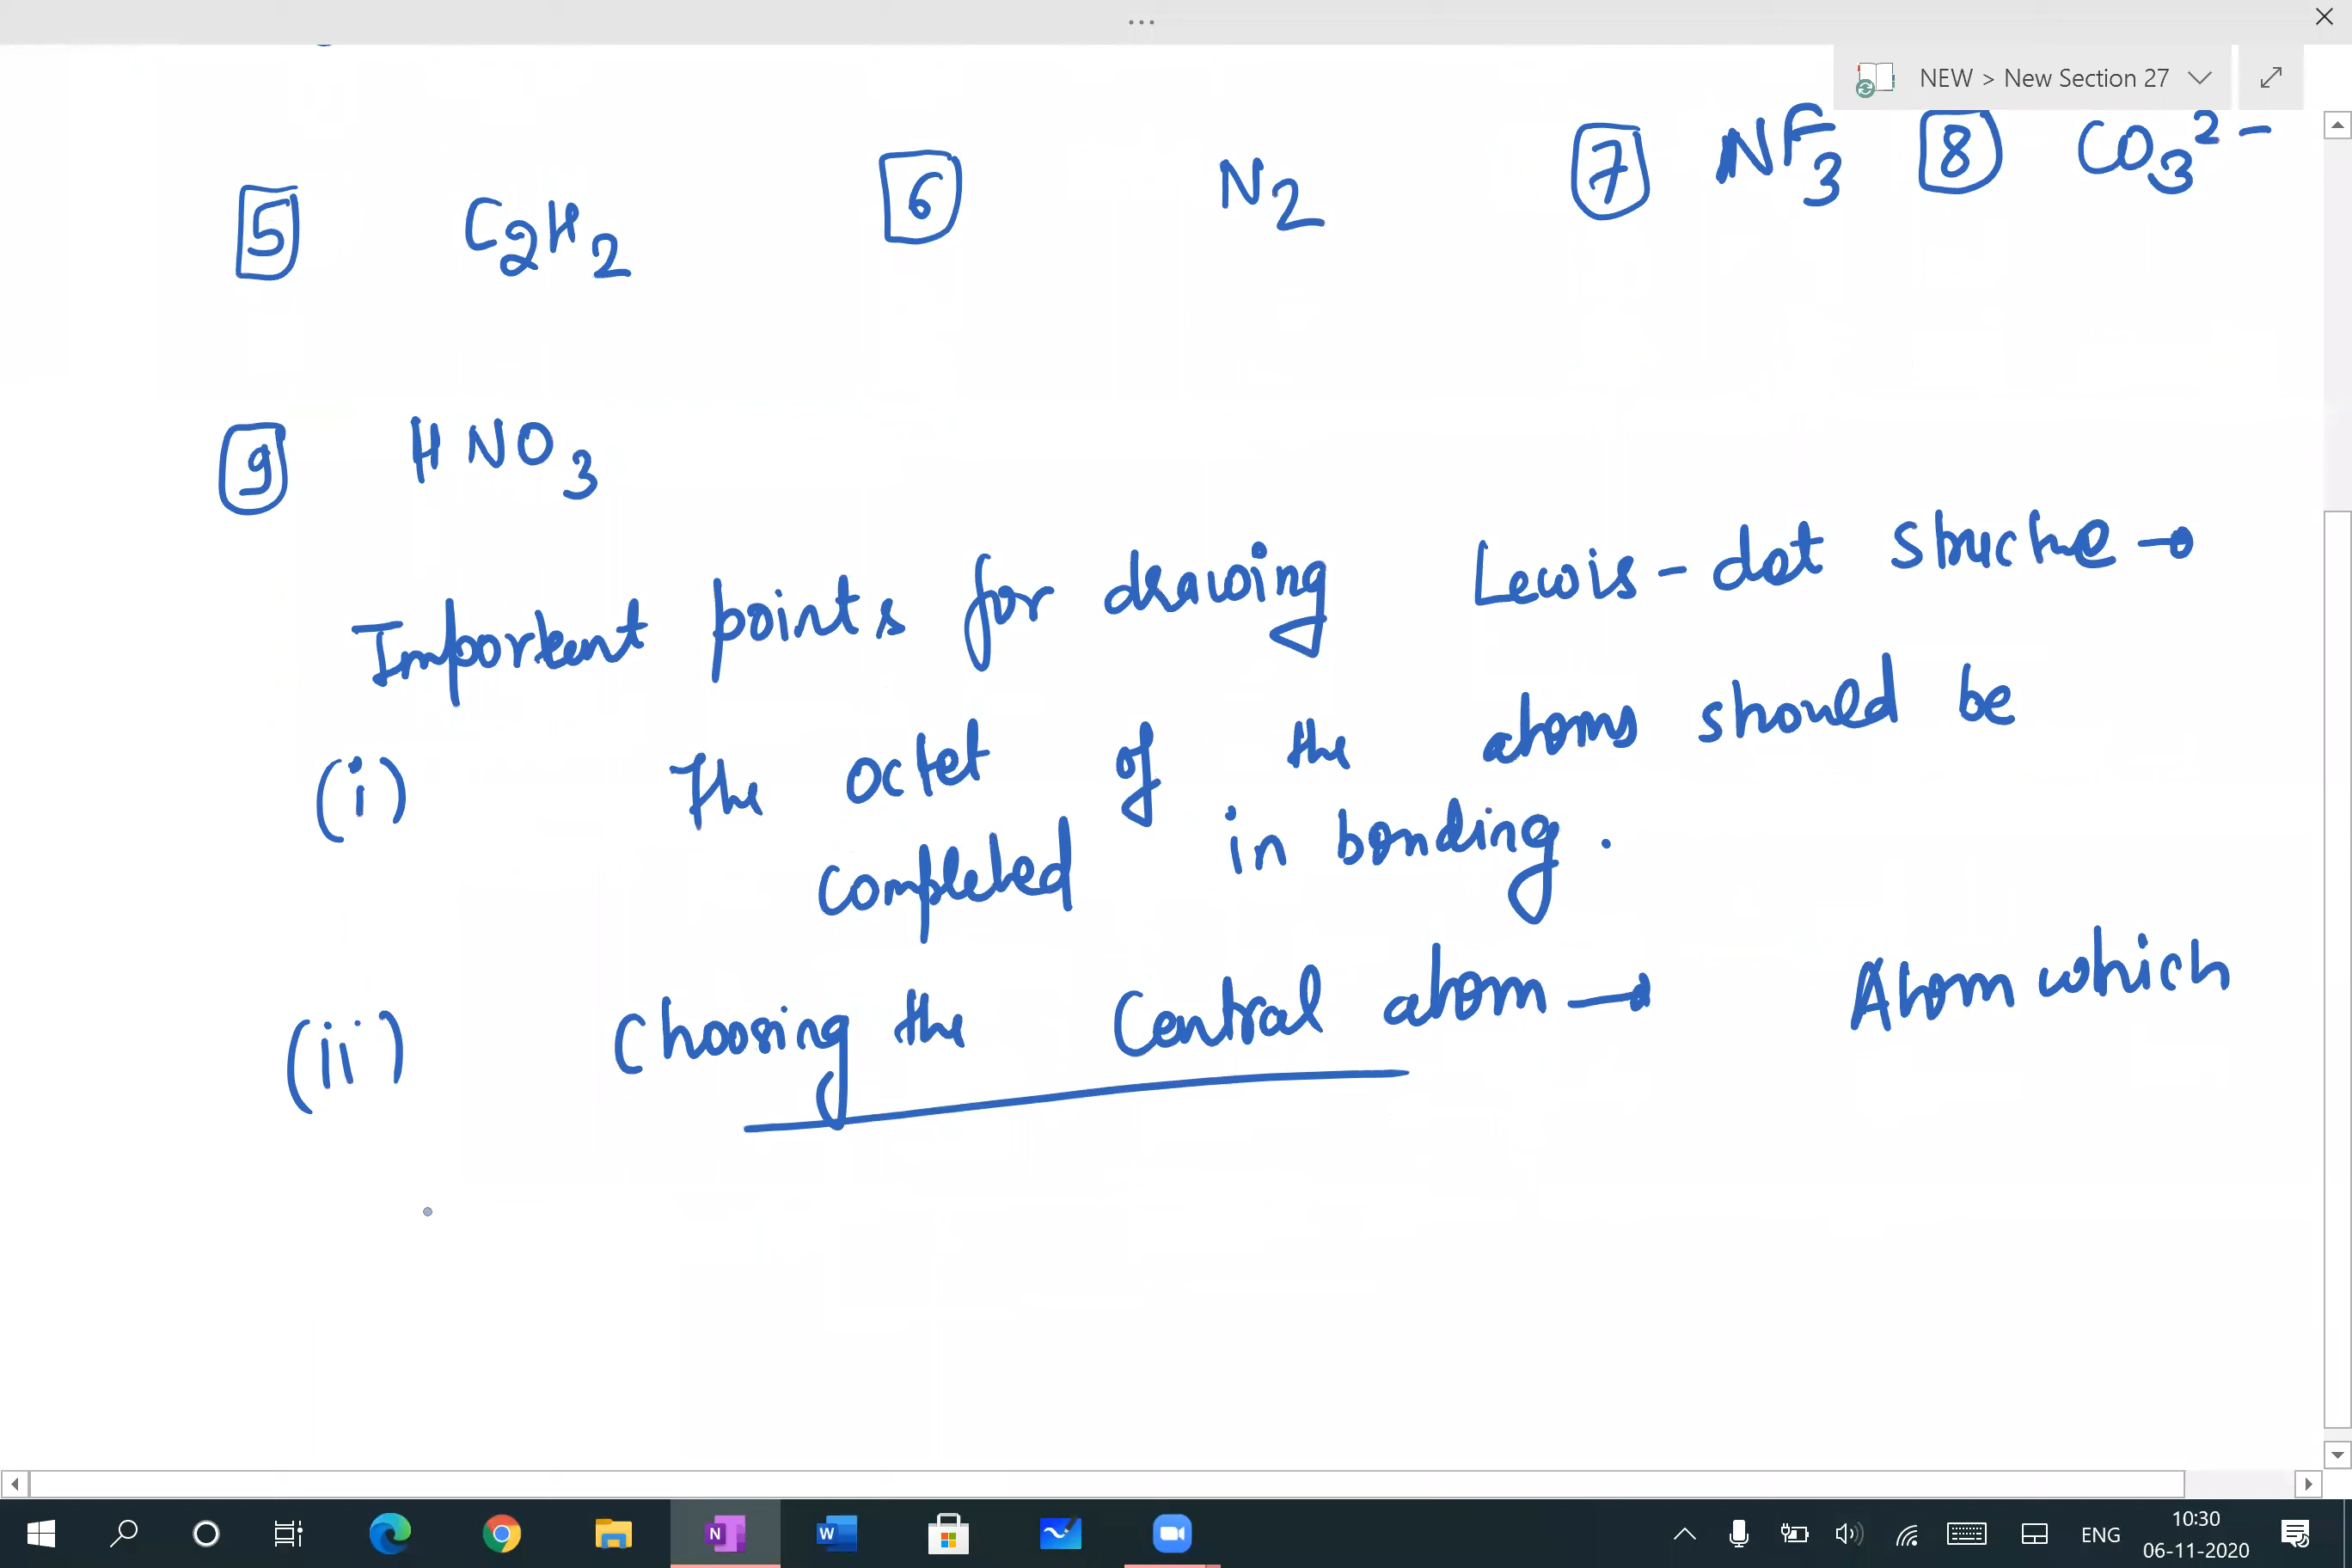 ...
NEW > New Section 27
5 C2H2 6 N2 7 NF3 8 CO3 2-
9 HNO3
Important points for drawing Lewis-dot structure →
(i) The octet of the atoms should be
completed in bonding.
(ii) Choosing the Central atom → Atom which
ENG
10:30
06-11-2020